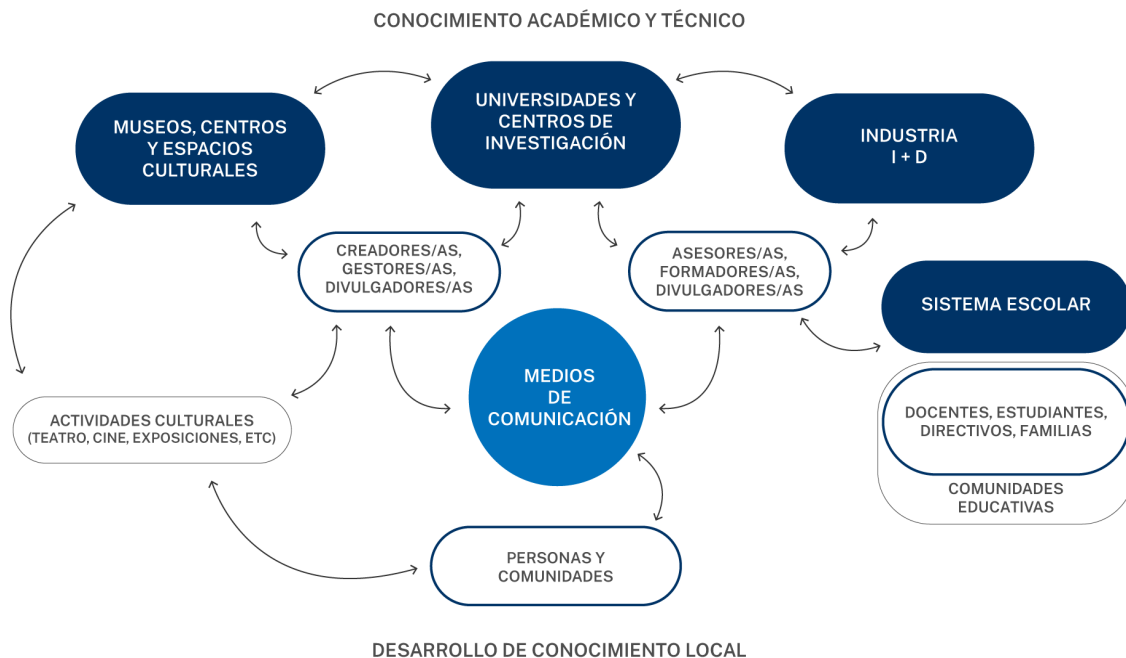 CONOCIMIENTO ACADÉMICO Y TÉCNICO
MUSEOS, CENTROS
Y ESPACIOS
CULTURALES
UNIVERSIDADES Y
CENTROS DE
INVESTIGACIÓN
INDUSTRIA
I + D
CREADORES/AS,
GESTORES/AS,
DIVULGADORES/AS
ASESORES/AS,
FORMADORES/AS,
DIVULGADORES/AS
SISTEMA ESCOLAR
MEDIOS
DE
COMUNICACIÓN
ACTIVIDADES CULTURALES
(TEATRO, CINE, EXPOSICIONES, ETC)
DOCENTES, ESTUDIANTES,
DIRECTIVOS, FAMILIAS
COMUNIDADES
EDUCATIVAS
PERSONAS Y
COMUNIDADES
DESARROLLO DE CONOCIMIENTO LOCAL